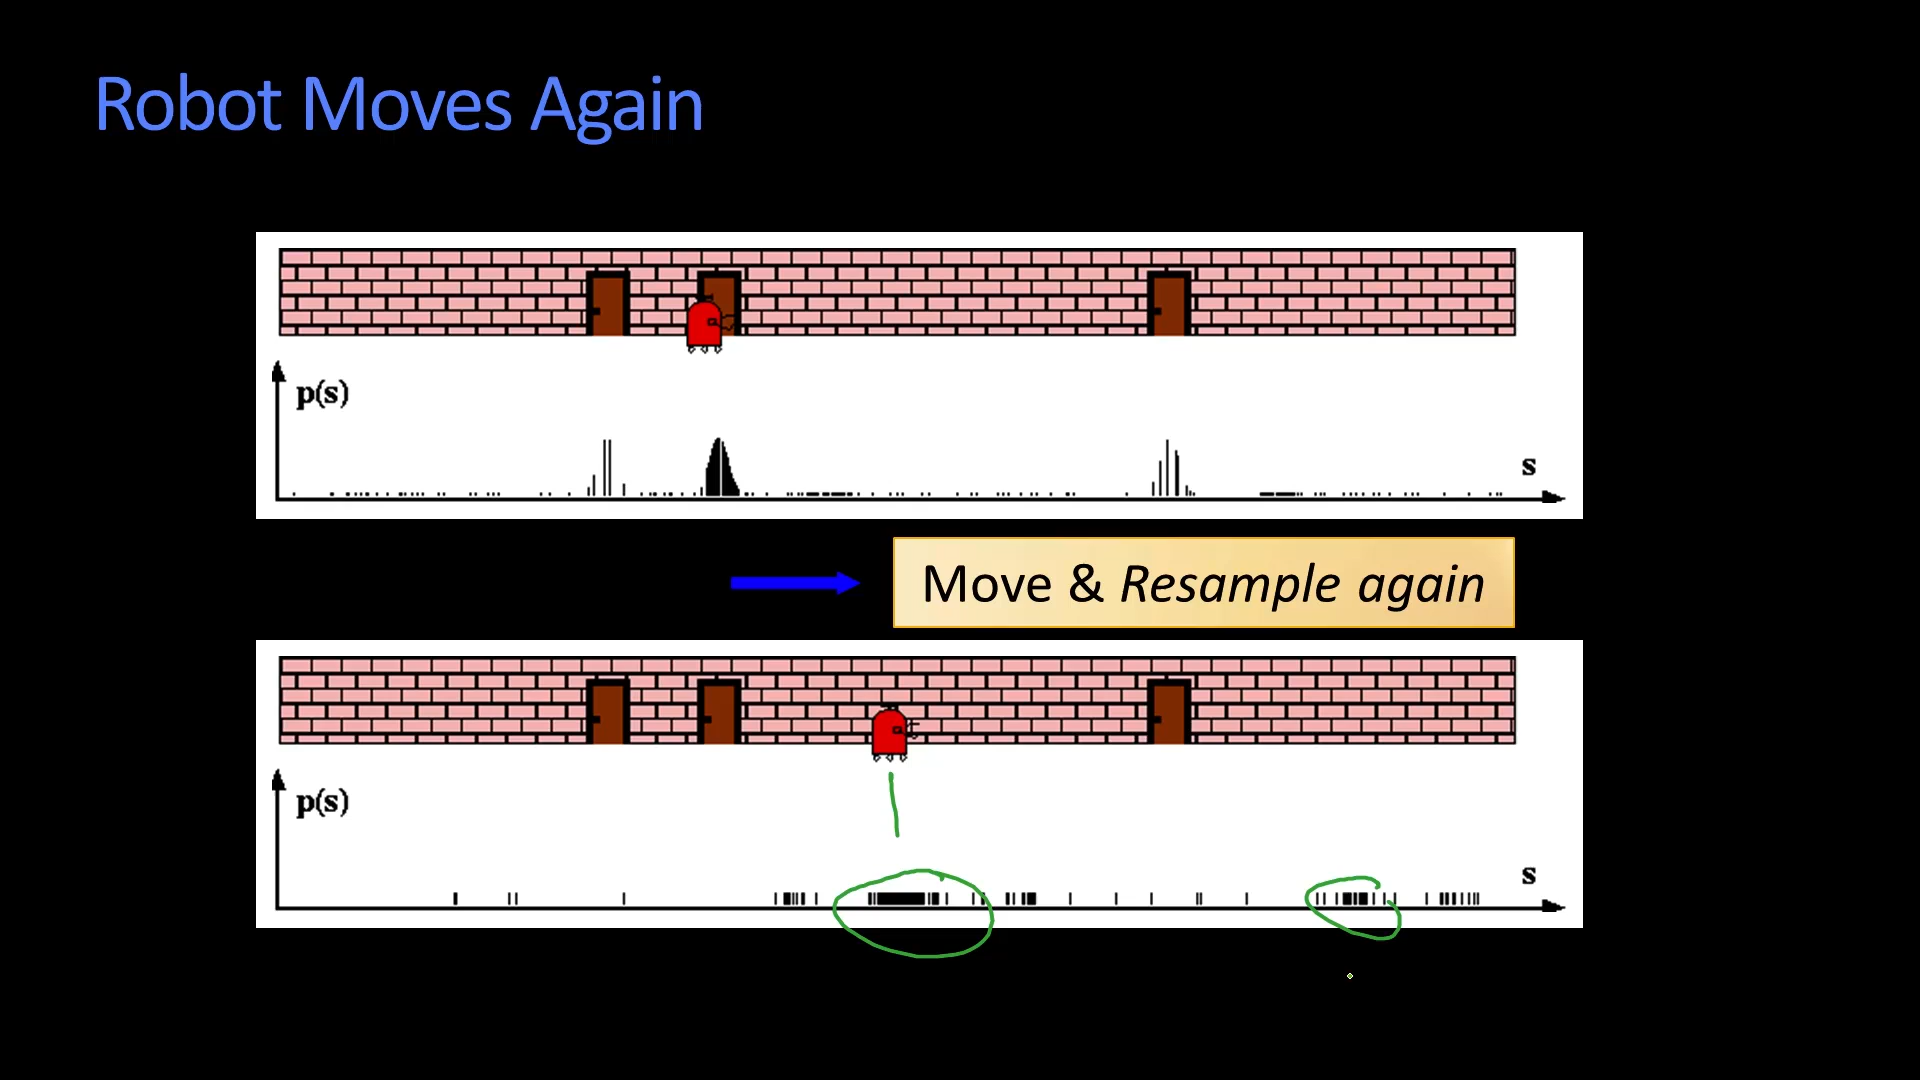 Robot Moves Again
p(s)
s
Move & Resample again
p(s)
s